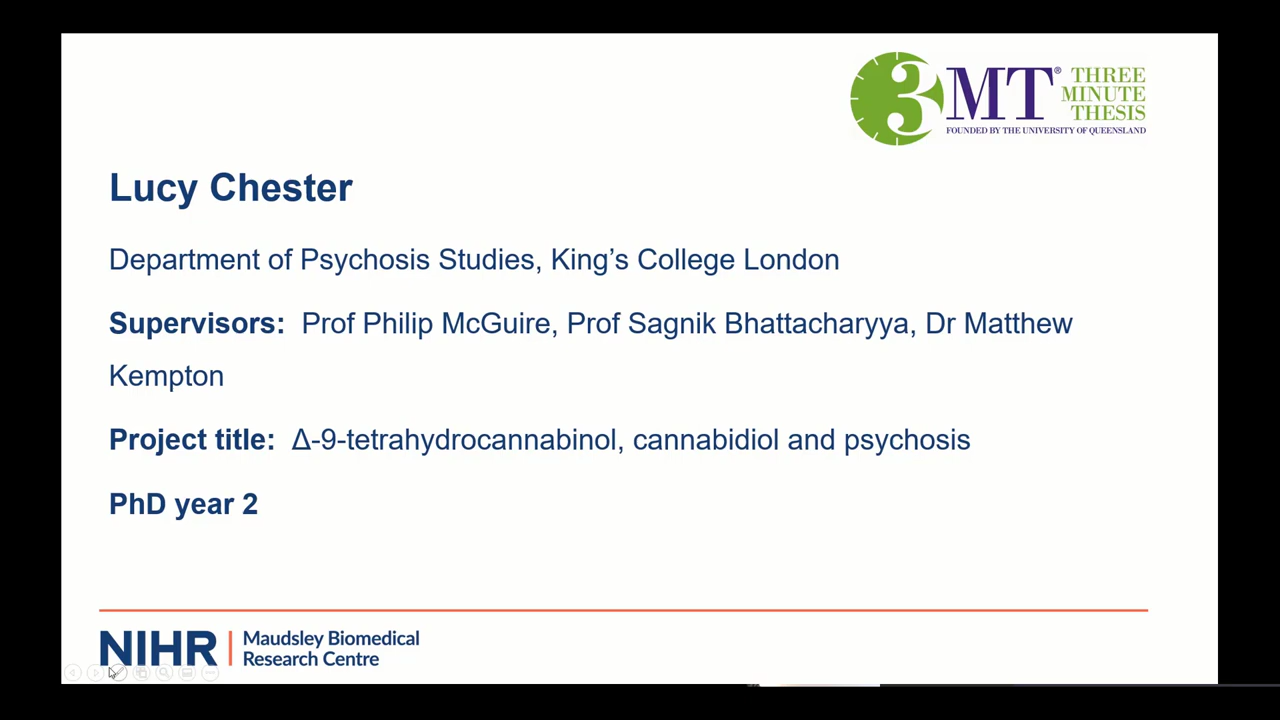 3MT® THREE
MINUTE
THESIS
FOUNDED BY THE UNIVERSITY OF QUEENSLAND
Lucy Chester
Department of Psychosis Studies, King’s College London
Supervisors: Prof Philip McGuire, Prof Sagnik Bhattacharyya, Dr Matthew
Kempton
Project title: Δ-9-tetrahydrocannabinol, cannabidiol and psychosis
PhD year 2
NIHR | Maudsley Biomedical
Research Centre